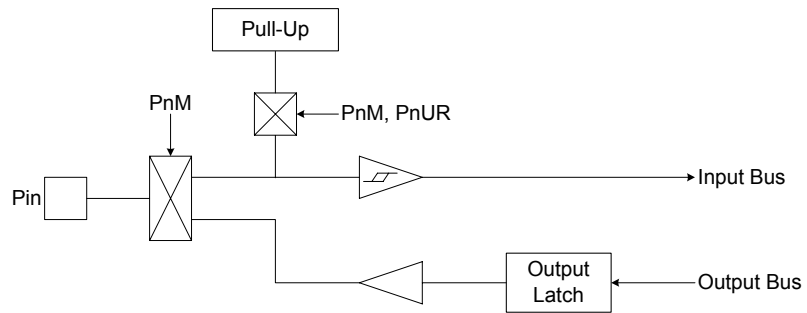 Pull-Up
PnM
PnM, PnUR
Pin
Input Bus
Output
Latch
Output Bus